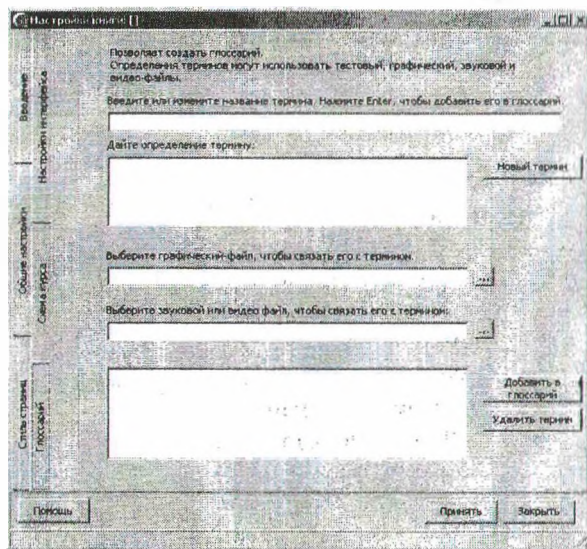 Настройки книги []
Введение
Настройки интерфейса
Общие настройки
Схема курса
Стиль страниц
Глоссарий
Позволяет создать глоссарий.
Определения терминов могут использовать тестовый, графический, звуковой и
видео-файлы.
Введите или измените название термина. Нажмите Enter, чтобы добавить его в глоссарий
Дайте определение термину:
Новый термин
Выберите графический файл, чтобы связать его с термином.
...
Выберите звуковой или видео файл, чтобы связать его с термином:
...
Добавить в
глоссарий
Удалить термин
Помощь
Принять
Закрыть